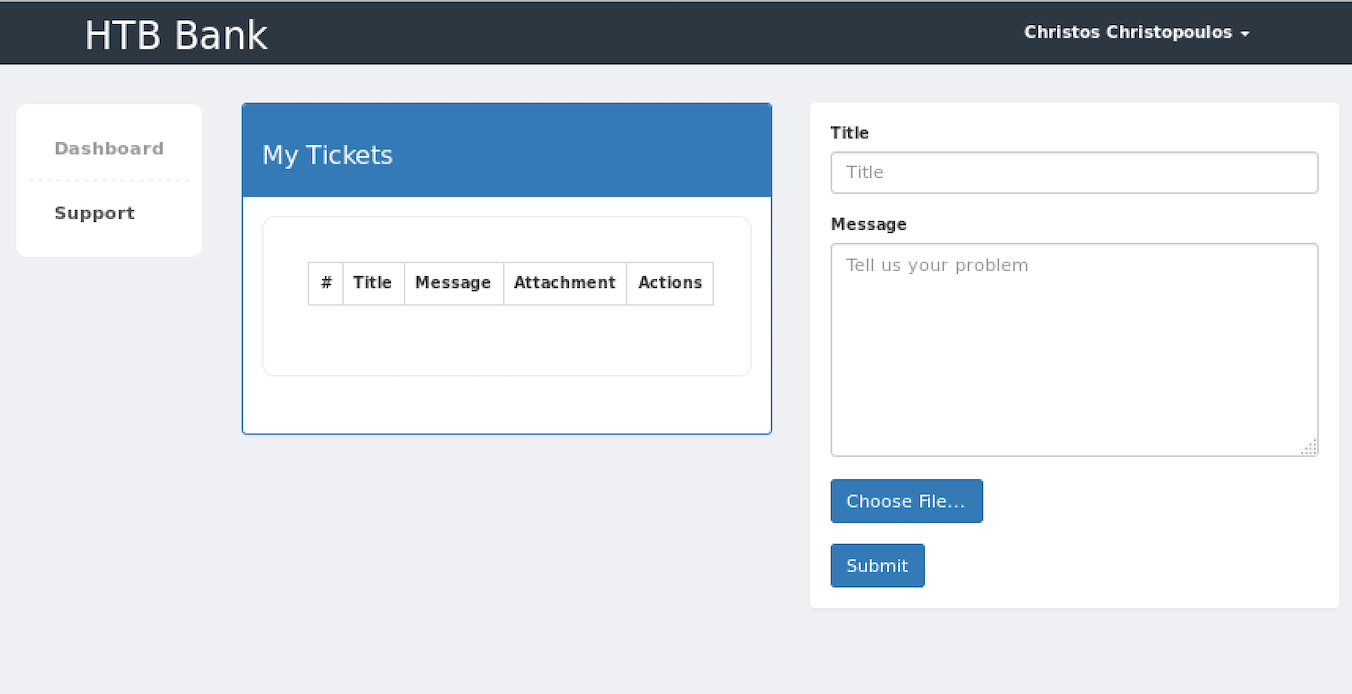 HTB Bank
Christos Christopoulos
Dashboard
Support
My Tickets
# Title Message Attachment Actions
Title
Title
Message
Tell us your problem
Choose File...
Submit